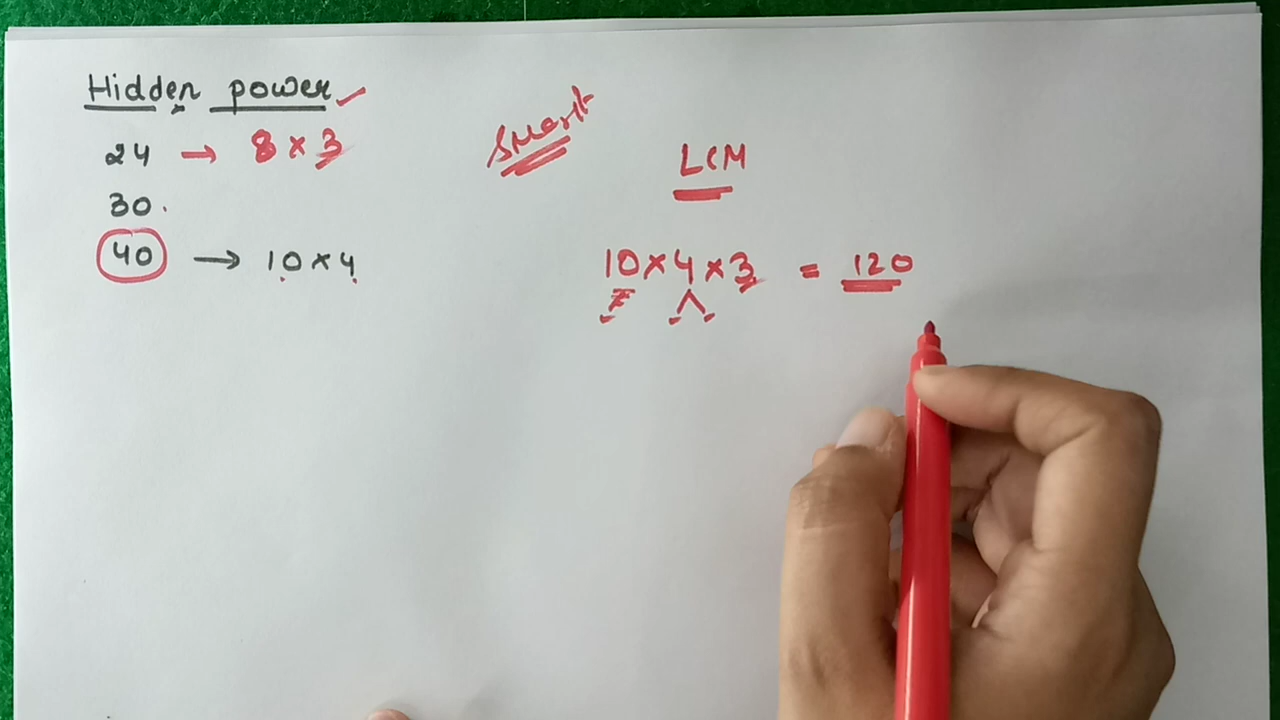 Hidden power
24 → 8 × 3
Smart
LCM
30.
40 → 10 × 4
10 × 4 × 3 = 120